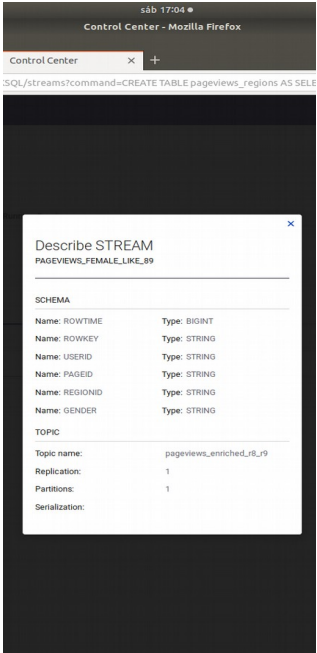 sáb 17:04
Control Center - Mozilla Firefox
Control Center × +
SQL/streams?command=CREATE TABLE pageviews_regions AS SELE
×
Describe STREAM
PAGEVIEWS_FEMALE_LIKE_89
SCHEMA
Name: ROWTIME Type: BIGINT
Name: ROWKEY Type: STRING
Name: USERID Type: STRING
Name: PAGEID Type: STRING
Name: REGIONID Type: STRING
Name: GENDER Type: STRING
TOPIC
Topic name: pageviews_enriched_r8_r9
Replication: 1
Partitions: 1
Serialization: